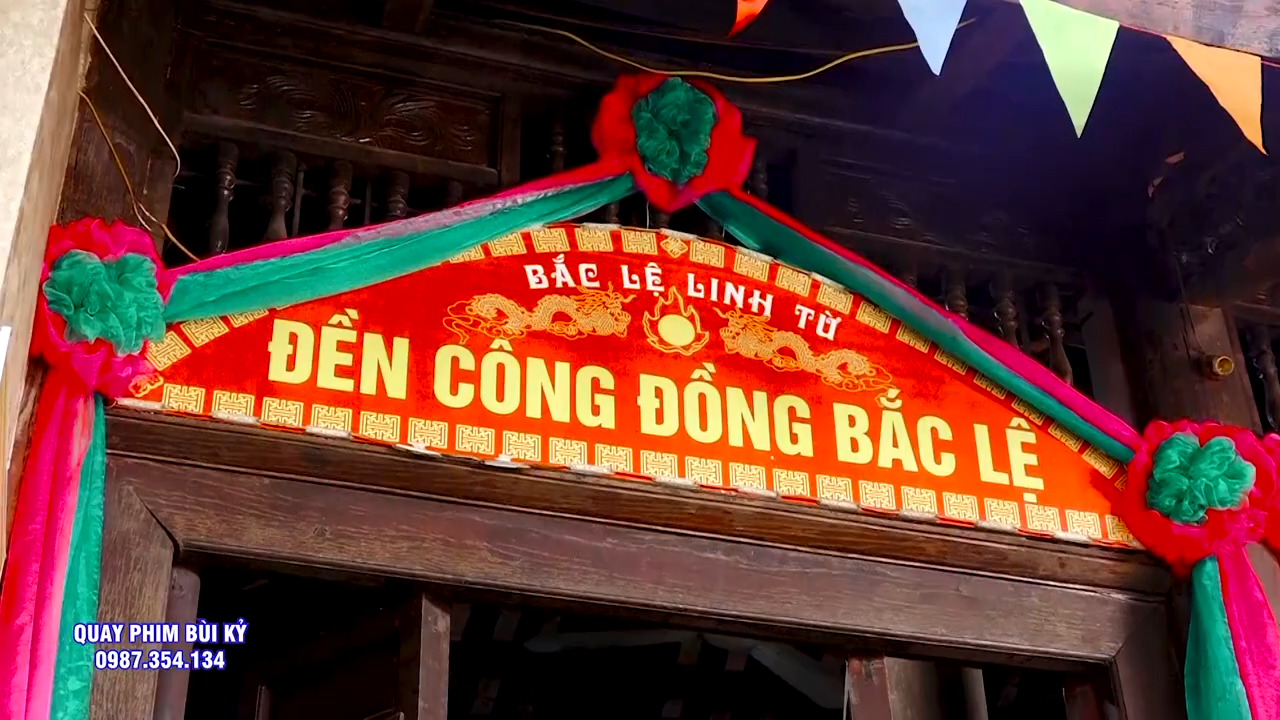 BẮC LỆ LINH TỪ
ĐỀN CÔNG ĐỒNG BẮC LỆ
QUAY PHIM BÙI KỶ
0987.354.134